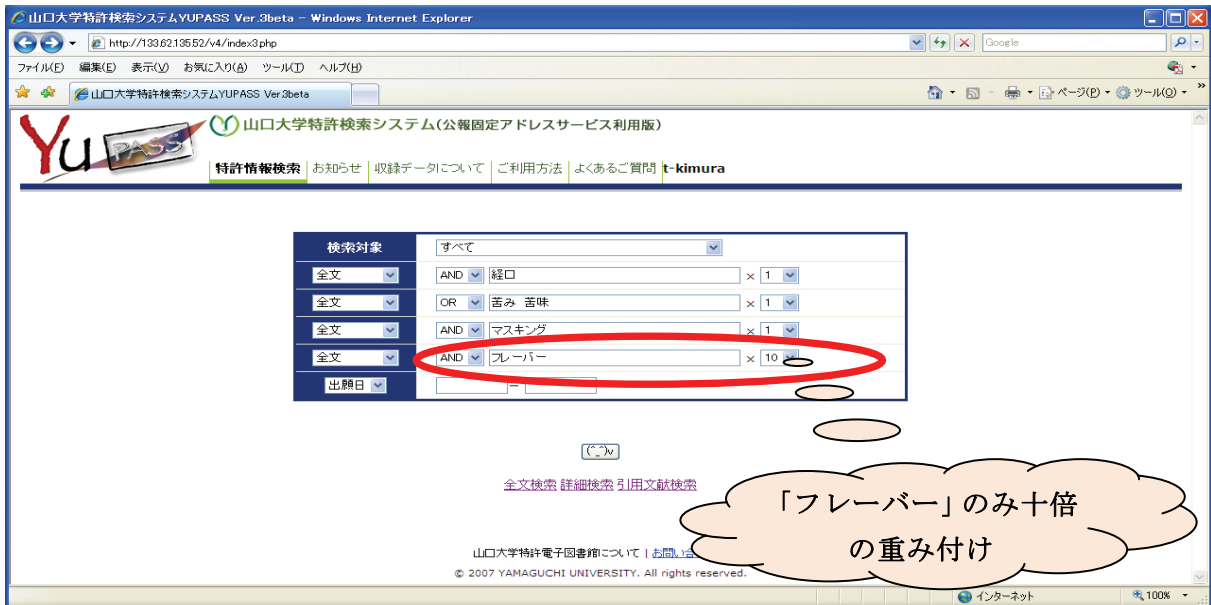 山口大学特許検索システムYUPASS Ver.3beta - Windows Internet Explorer
http://133.62.135.52/v4/index3.php
Google
ファイル(F) 編集(E) 表示(V) お気に入り(A) ツール(T) ヘルプ(H)
山口大学特許検索システムYUPASS Ver.3beta
ページ(P) ツール(O)
YU PASS
山口大学特許検索システム(公報固定アドレスサービス利用版)
特許情報検索 お知らせ 収録データについて ご利用方法 よくあるご質問 t-kimura
検索対象 すべて
全文 AND 経口 × 1
全文 OR 苦み 苦味 × 1
全文 AND マスキング × 1
全文 AND フレーバー × 10
出願日 –
(^_^)v
全文検索 詳細検索 引用文献検索
「フレーバー」のみ十倍
の重み付け
山口大学特許電子図書館について | お問い合
© 2007 YAMAGUCHI UNIVERSITY. All rights reserved.
インターネット 100%